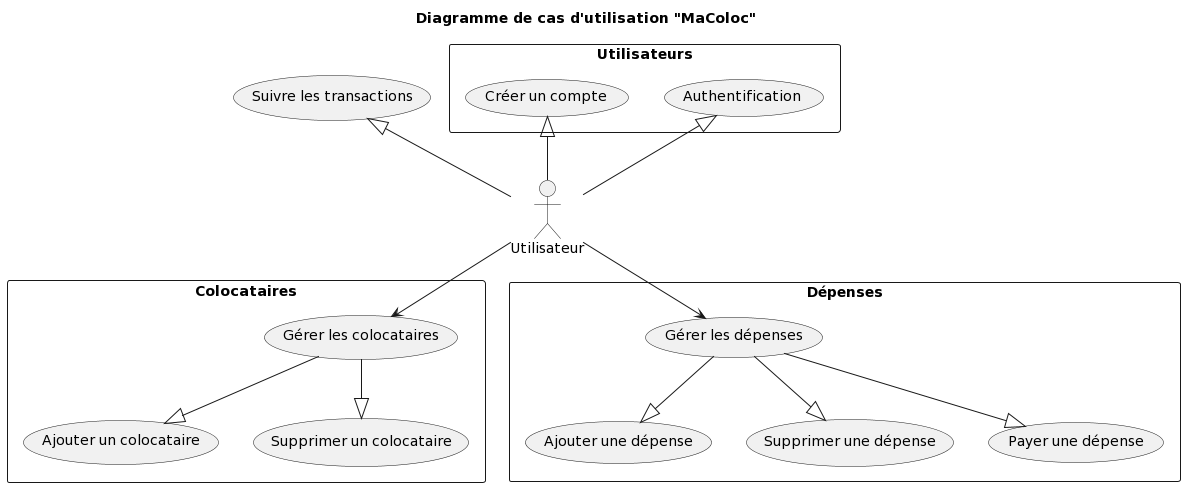 Diagramme de cas d'utilisation "MaColoc"
Utilisateurs
Suivre les transactions
Créer un compte
Authentification
Utilisateur
Colocataires
Dépenses
Gérer les colocataires
Gérer les dépenses
Ajouter un colocataire
Supprimer un colocataire
Ajouter une dépense
Supprimer une dépense
Payer une dépense